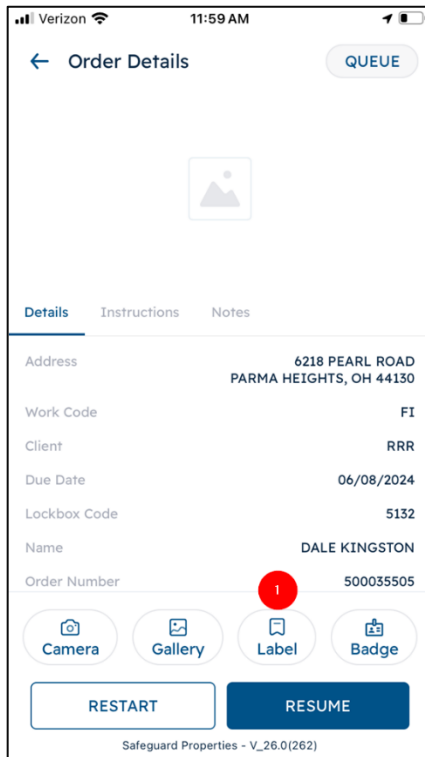 Verizon 11:59 AM
Order Details QUEUE
Details Instructions Notes
Address 6218 PEARL ROAD
PARMA HEIGHTS, OH 44130
Work Code FI
Client RRR
Due Date 06/08/2024
Lockbox Code 5132
Name DALE KINGSTON
Order Number 500035505
1
Camera Gallery Label Badge
RESTART RESUME
Safeguard Properties - V_26.0(262)